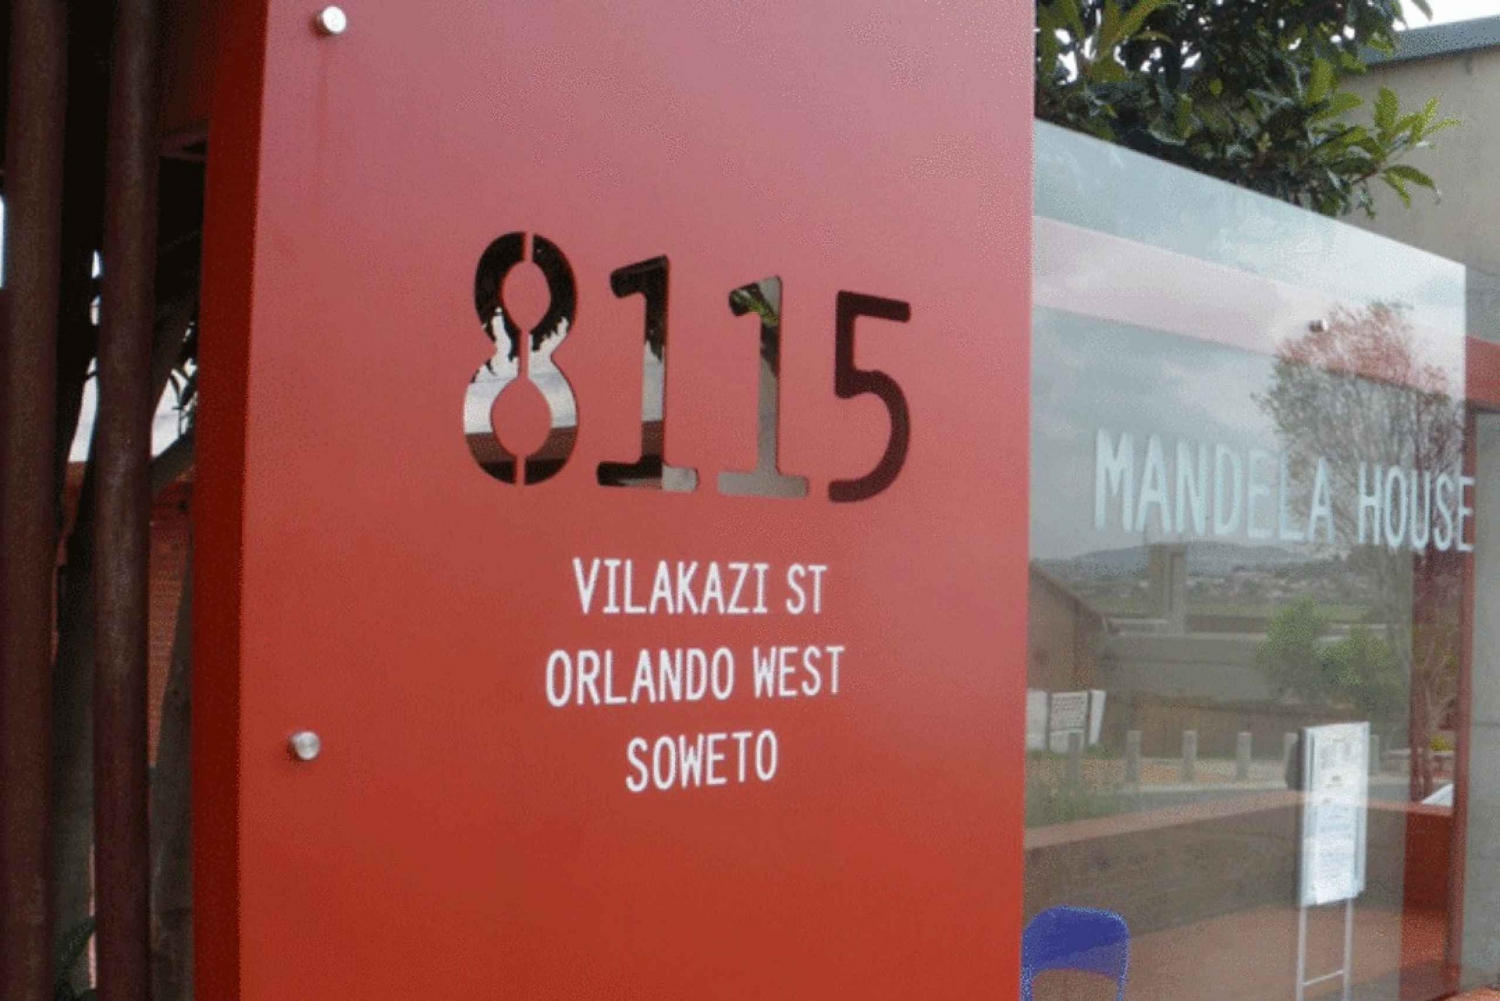 8115
VILAKAZI ST
ORLANDO WEST
SOWETO
MANDELA HOUSE